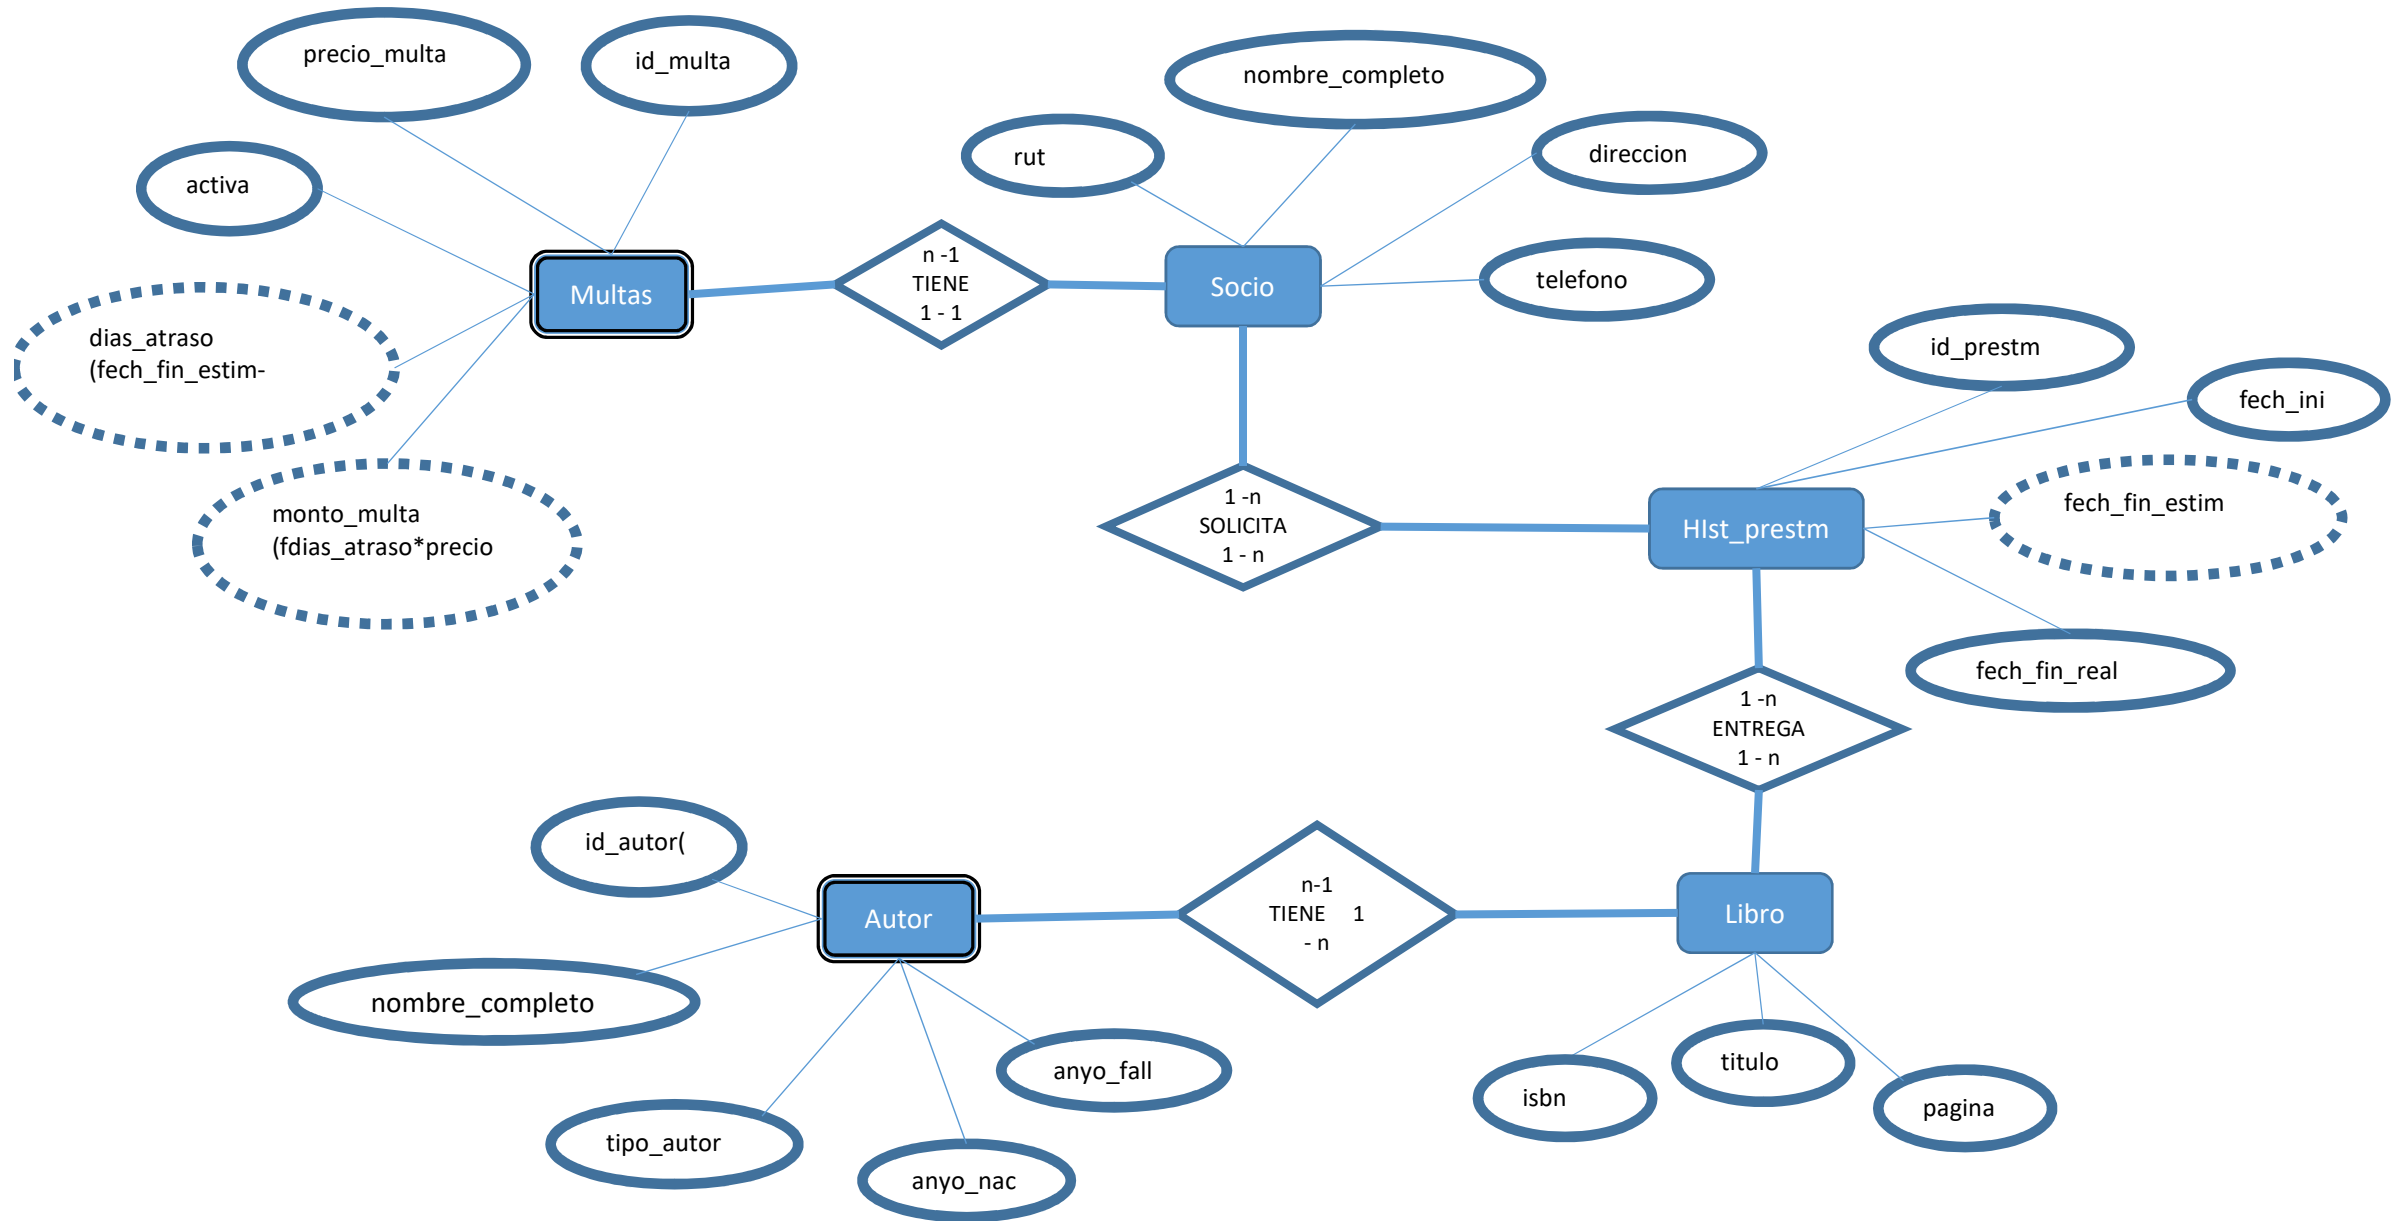 precio_multa
id_multa
nombre_completo
rut
direccion
activa
n -1
TIENE
1 - 1
Multas
Socio
telefono
dias_atraso
(fech_fin_estim-
id_prestm
fech_ini
monto_multa
(fdias_atraso*precio
1 -n
SOLICITA
1 - n
HIst_prestm
fech_fin_estim
fech_fin_real
1 -n
ENTREGA
1 - n
id_autor(
Autor
n-1
TIENE 1
- n
Libro
nombre_completo
anyo_fall
tipo_autor
anyo_nac
isbn
titulo
pagina